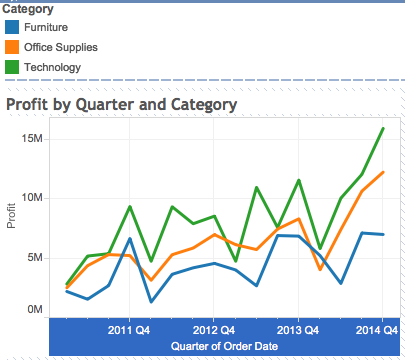 Category
Furniture
Office Supplies
Technology
Profit by Quarter and Category
15M
10M
5M
0M
Profit
2011 Q4
2012 Q4
2013 Q4
2014 Q4
Quarter of Order Date